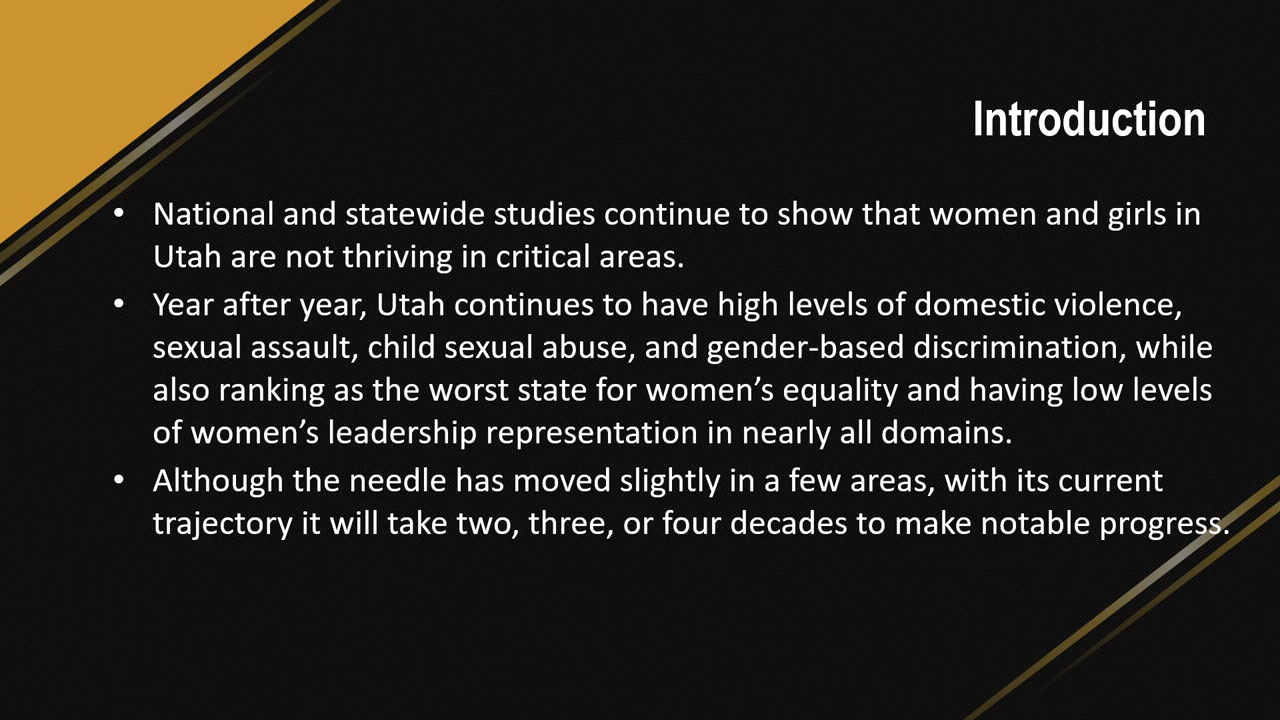 Introduction
• National and statewide studies continue to show that women and girls in
Utah are not thriving in critical areas.
• Year after year, Utah continues to have high levels of domestic violence,
sexual assault, child sexual abuse, and gender-based discrimination, while
also ranking as the worst state for women’s equality and having low levels
of women’s leadership representation in nearly all domains.
• Although the needle has moved slightly in a few areas, with its current
trajectory it will take two, three, or four decades to make notable progress.